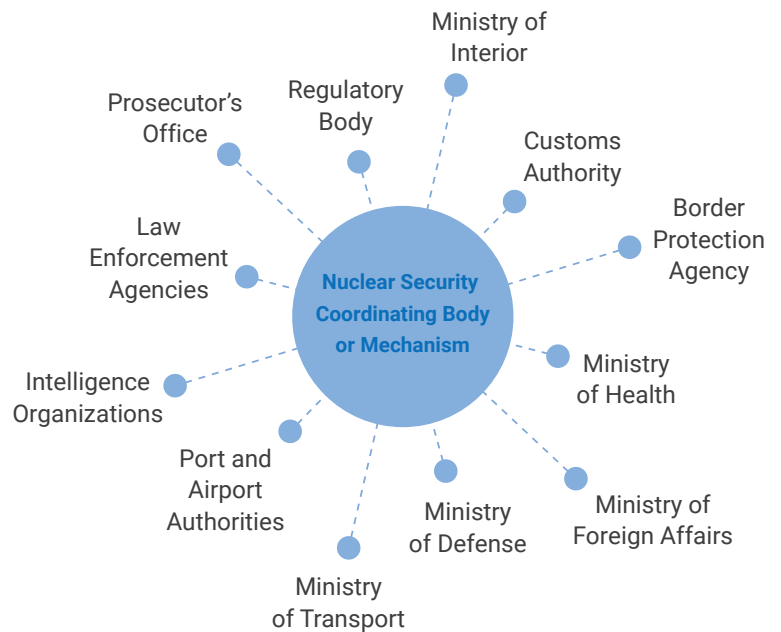 Ministry of
Interior
Regulatory
Body
Prosecutor’s
Office
Customs
Authority
Border
Protection
Agency
Law
Enforcement
Agencies
Nuclear Security
Coordinating Body
or Mechanism
Ministry
of Health
Intelligence
Organizations
Port and
Airport
Authorities
Ministry of
Foreign Affairs
Ministry
of Defense
Ministry
of Transport